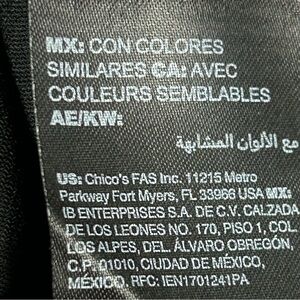 MX: CON COLORES
SIMILARES CA: AVEC
COULEURS SEMBLABLES
AE/KW:
مع الألوان المشابهة
US: Chico's FAS Inc. 11215 Metro
Parkway Fort Myers, FL 33966 USA MX:
IB ENTERPRISES S.A. DE C.V. CALZADA
DE LOS LEONES NO. 170, PISO 1, COL.
LOS ALPES, DEL. ÁLVARO OBREGÓN,
C.P. 01010, CIUDAD DE MÉXICO,
MÉXICO. RFC: IEN1701241PA